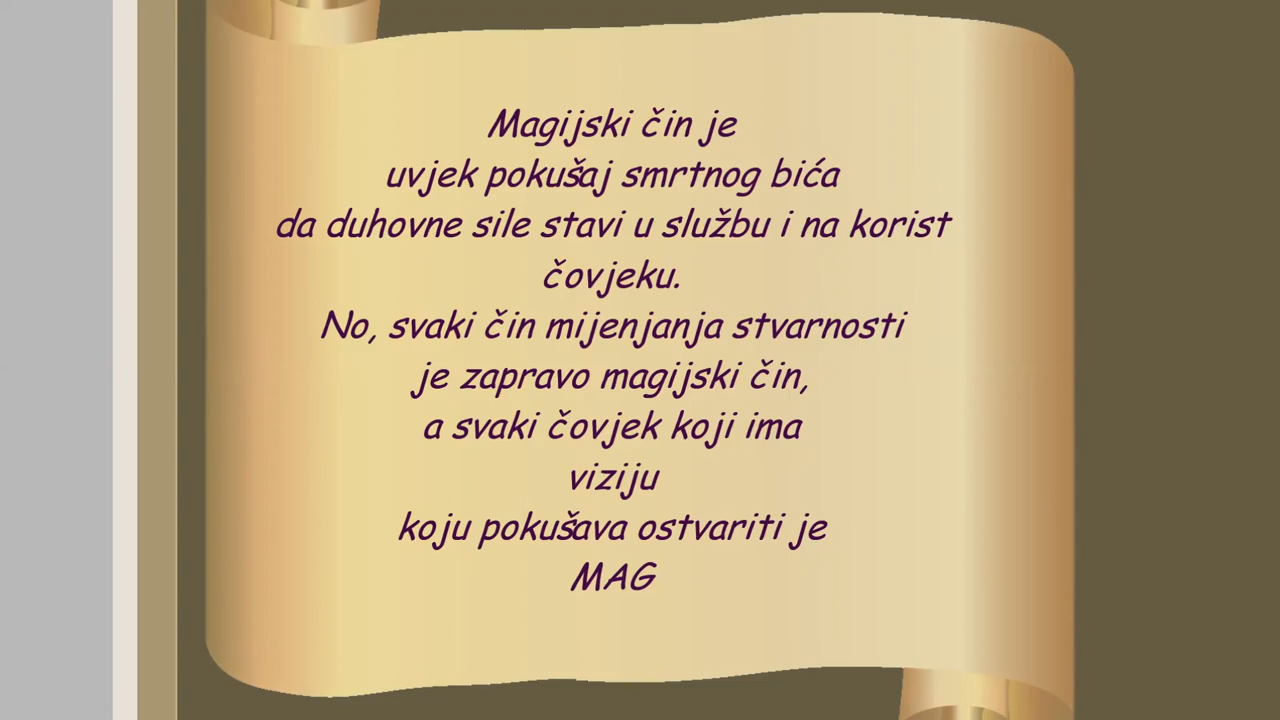 Magijski čin je
uvjek pokušaj smrtnog bića
da duhovne sile stavi u službu i na korist
čovjeku.
No, svaki čin mijenjanja stvarnosti
je zapravo magijski čin,
a svaki čovjek koji ima
viziju
koju pokušava ostvariti je
MAG